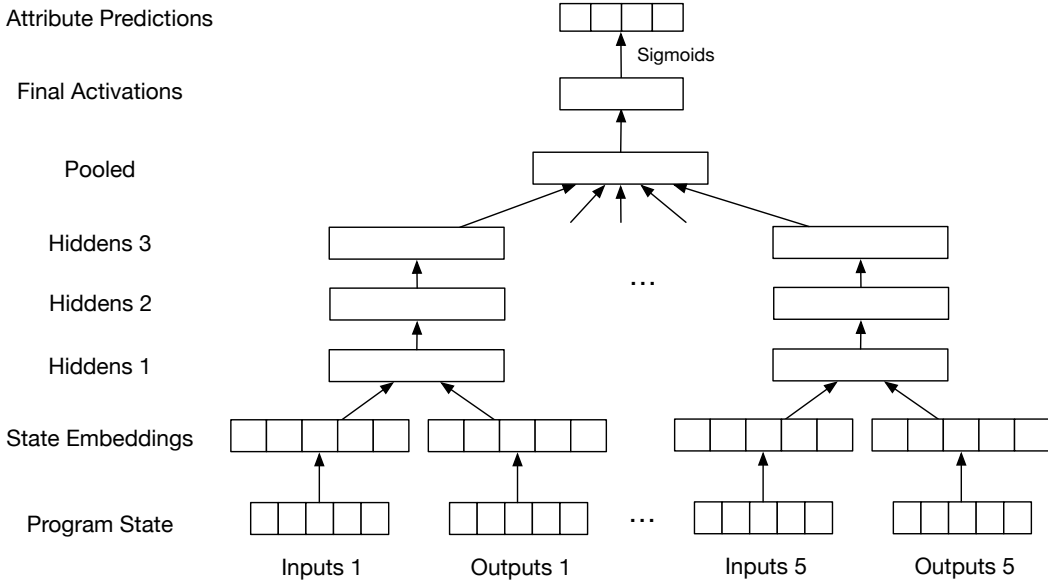 Attribute Predictions
Sigmoids
Final Activations
Pooled
Hiddens 3
...
Hiddens 2
Hiddens 1
State Embeddings
Program State
...
Inputs 1
Outputs 1
Inputs 5
Outputs 5